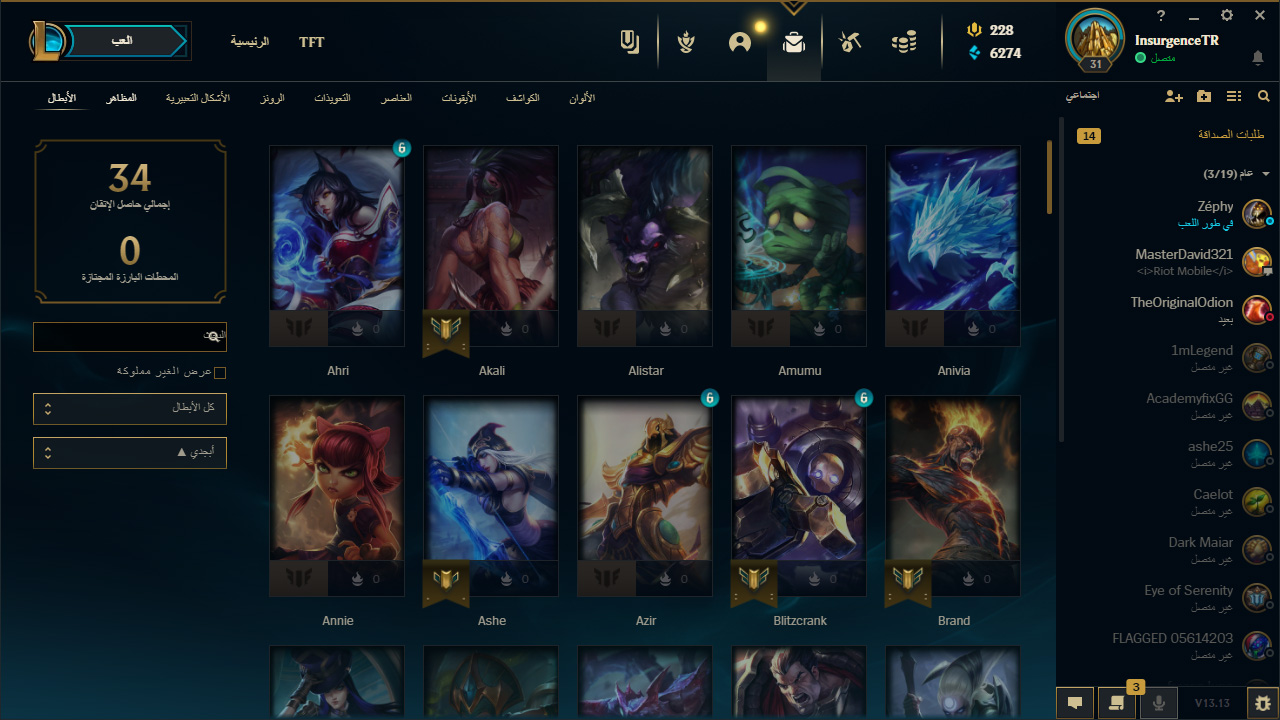 العب
الرئيسية
TFT
228
6274
InsurgenceTR
متصل
31
الأبطال
المظاهر
الأشكال التعبيرية
الرونز
التعويذات
العناصر
الأيقونات
الكواشف
الألوان
اجتماعي
34
إجمالي حاصل الإتقان
0
المحطات البارزة المجتازة
عرض الغير مملوكة
كل الأبطال
أبجدي ▲
6
0
0
0
0
0
Ahri
Akali
Alistar
Amumu
Anivia
6
6
0
0
0
0
0
Annie
Ashe
Azir
Blitzcrank
Brand
طلبات الصداقة
14
عام (3/19)
Zéphy
في طور اللعب
MasterDavid321
<i>Riot Mobile</i>
TheOriginalOdion
بعيد
1mLegend
غير متصل
AcademyfixGG
غير متصل
ashe25
غير متصل
Caelot
غير متصل
Dark Maiar
غير متصل
Eye of Serenity
غير متصل
FLAGGED 05614203
غير متصل
3
V13.13